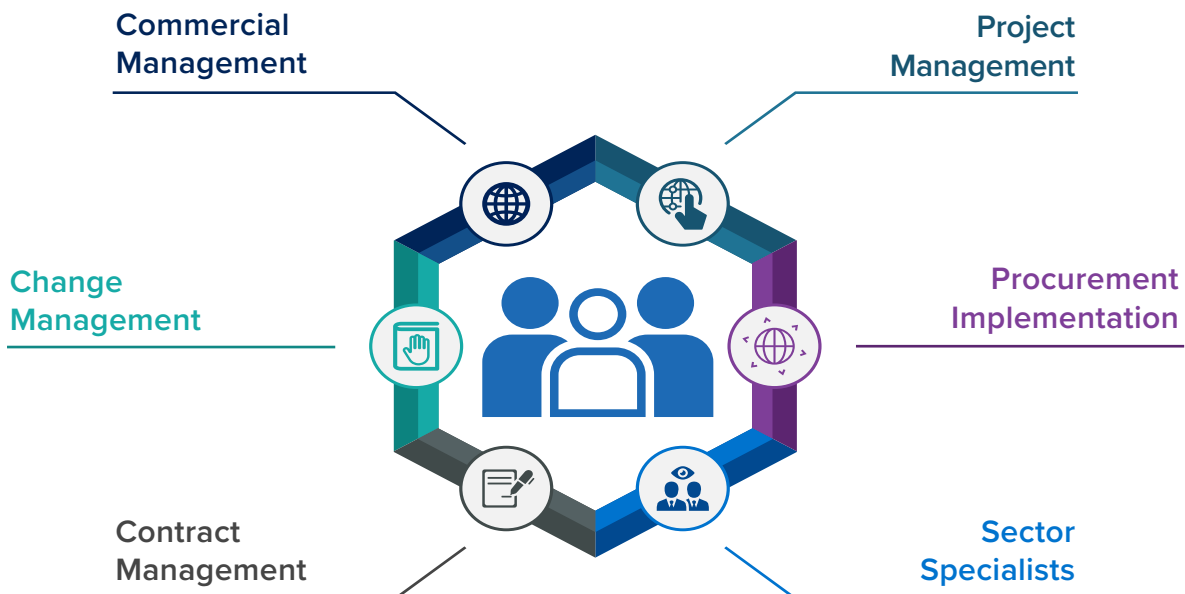 Commercial
Management
Project
Management
Change
Management
Procurement
Implementation
Contract
Management
Sector
Specialists